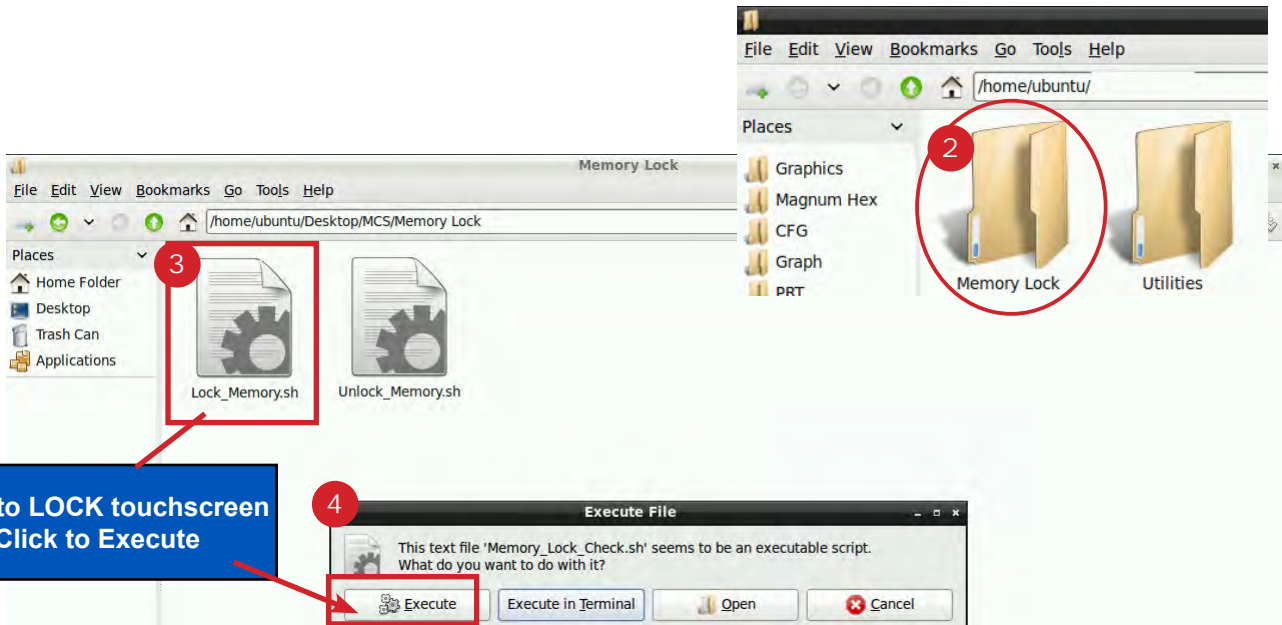 File Edit View Bookmarks Go Tools Help
/home/ubuntu/
Places
Graphics
Magnum Hex
CFG
Graph
PRT
2
Memory Lock
Utilities
Memory Lock
File Edit View Bookmarks Go Tools Help
/home/ubuntu/Desktop/MCS/Memory Lock
Places
Home Folder
Desktop
Trash Can
Applications
3
Lock_Memory.sh
Unlock_Memory.sh
to LOCK touchscreen
Click to Execute
4
Execute File
This text file 'Memory_Lock_Check.sh' seems to be an executable script.
What do you want to do with it?
Execute
Execute in Terminal
Open
Cancel